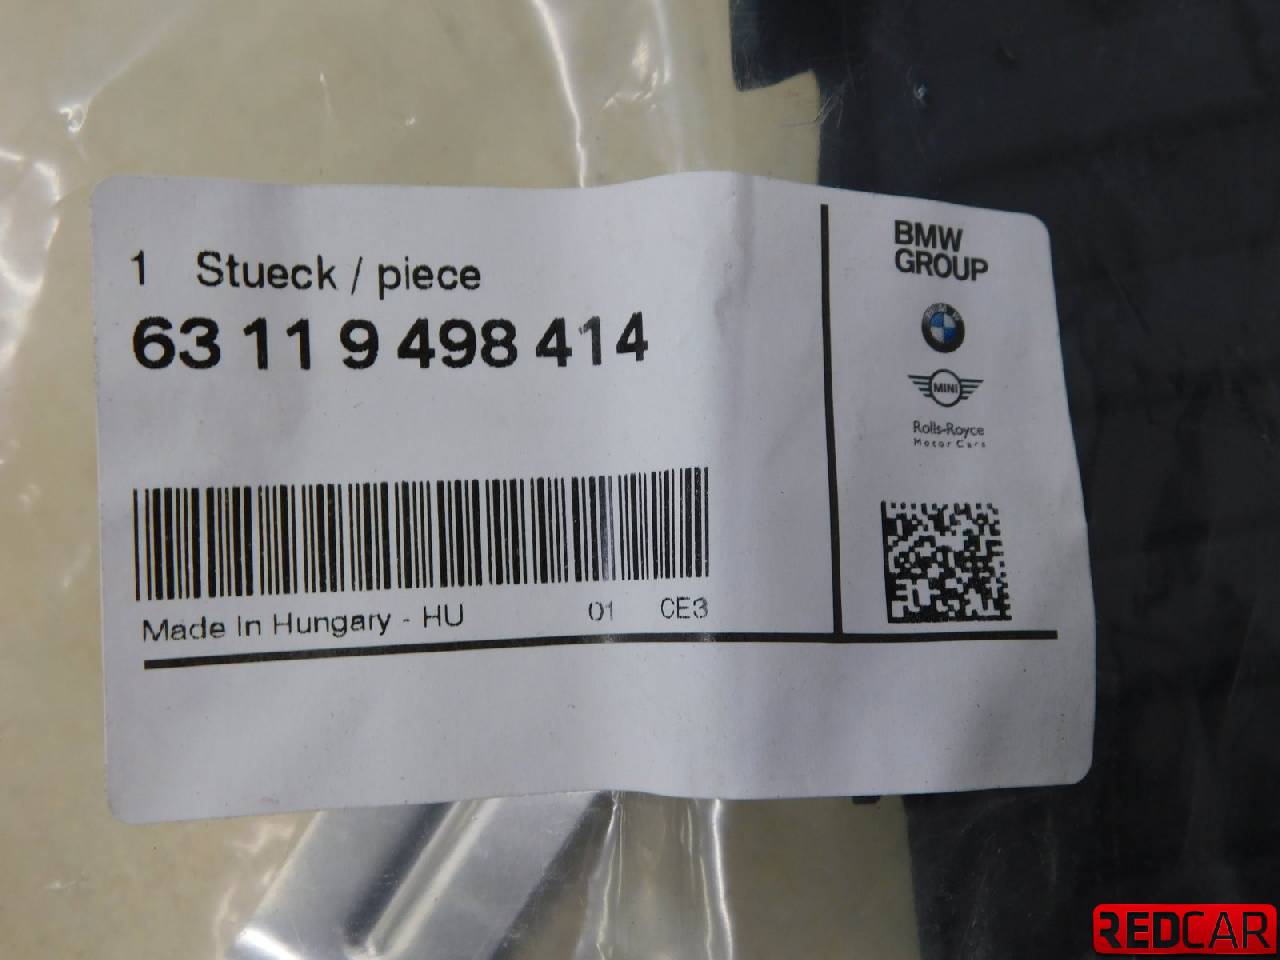 1 Stueck / piece
63 11 9 498 414
Made In Hungary - HU 01 CE3
BMW
GROUP
BMW
MINI
Rolls-Royce
Motor Cars
REDCAR